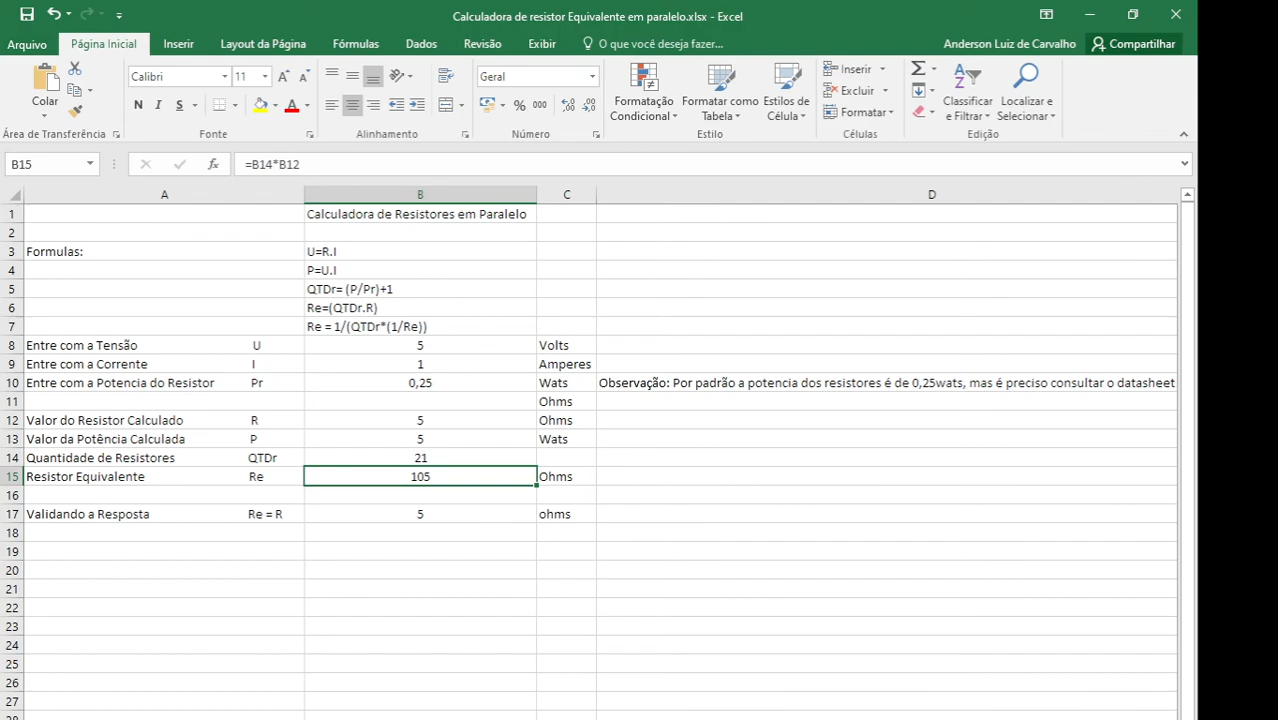 Calculadora de resistor Equivalente em paralelo.xlsx - Excel
Arquivo Página Inicial Inserir Layout da Página Fórmulas Dados Revisão Exibir O que você deseja fazer... Anderson Luiz de Carvalho Compartilhar
Colar
Área de Transferência
Calibri 11
N I S
Fonte
Alinhamento
Geral
% 000
Número
Formatação Condicional
Formatar como Tabela
Estilos de Célula
Estilo
Inserir
Excluir
Formatar
Células
Classificar e Filtrar
Localizar e Selecionar
Edição
B15 fx =B14*B12
A B C D
1 Calculadora de Resistores em Paralelo
2
3 Formulas: U=R.I
4 P=U.I
5 QTDr= (P/Pr)+1
6 Re=(QTDr.R)
7 Re = 1/(QTDr*(1/Re))
8 Entre com a Tensão U 5 Volts
9 Entre com a Corrente I 1 Amperes
10 Entre com a Potencia do Resistor Pr 0,25 Wats Observação: Por padrão a potencia dos resistores é de 0,25wats, mas é preciso consultar o datasheet
11 Ohms
12 Valor do Resistor Calculado R 5 Ohms
13 Valor da Potência Calculada P 5 Wats
14 Quantidade de Resistores QTDr 21
15 Resistor Equivalente Re 105 Ohms
16
17 Validando a Resposta Re = R 5 ohms
18
19
20
21
22
23
24
25
26
27
28